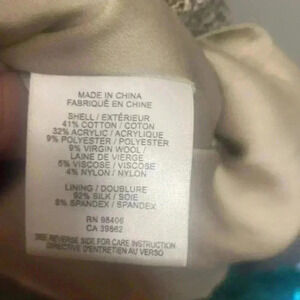 MADE IN CHINA
FABRIQUÉ EN CHINE
SHELL / EXTÉRIEUR
41% COTTON / COTON
32% ACRYLIC / ACRYLIQUE
9% POLYESTER / POLYESTER
9% VIRGIN WOOL /
LAINE DE VIERGE
5% VISCOSE / VISCOSE
4% NYLON / NYLON
LINING / DOUBLURE
92% SILK / SOIE
8% SPANDEX / SPANDEX
RN 98406
CA 39862
SEE REVERSE SIDE FOR CARE INSTRUCTION
DIRECTIVE D'ENTRETIEN AU VERSO